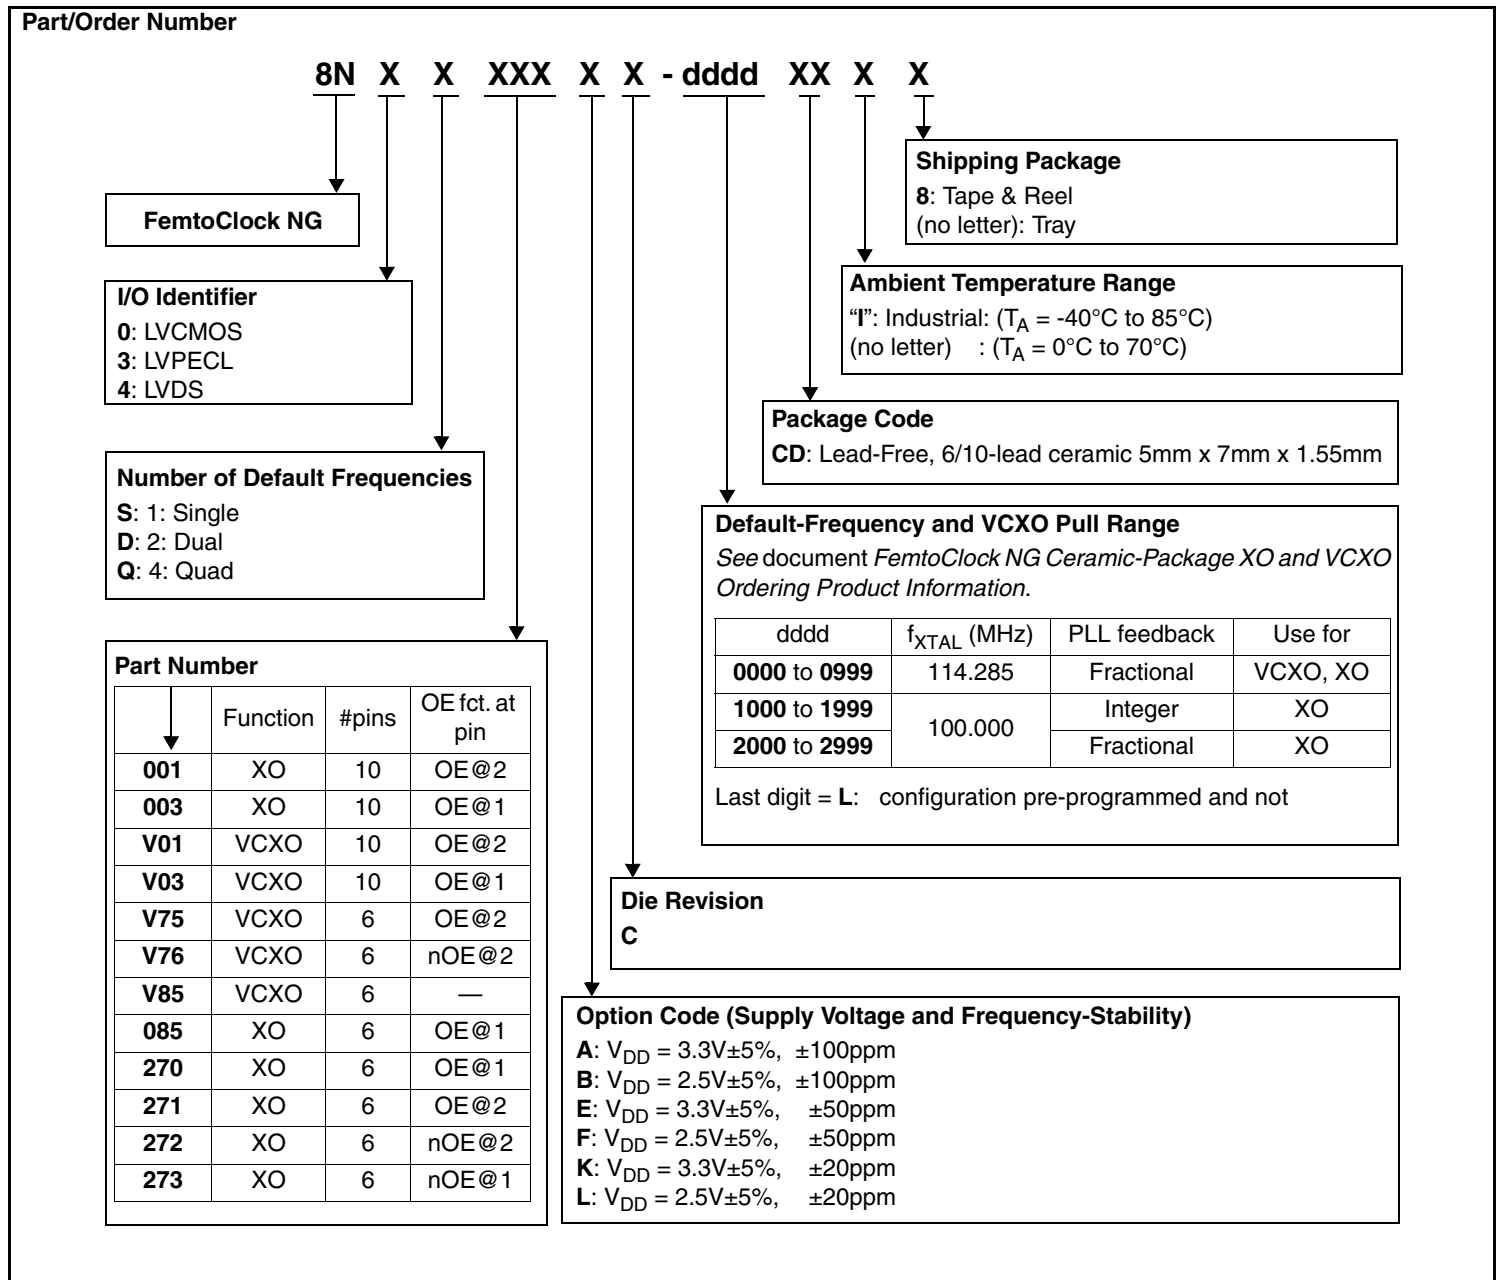 Part/Order Number
8N X X XXX X X - dddd XX X X
Shipping Package
8: Tape & Reel
(no letter): Tray
FemtoClock NG
Ambient Temperature Range
“I”: Industrial: (TA = -40°C to 85°C)
(no letter) : (TA = 0°C to 70°C)
I/O Identifier
0: LVCMOS
3: LVPECL
4: LVDS
Package Code
CD: Lead-Free, 6/10-lead ceramic 5mm x 7mm x 1.55mm
Number of Default Frequencies
S: 1: Single
D: 2: Dual
Q: 4: Quad
Default-Frequency and VCXO Pull Range
See document FemtoClock NG Ceramic-Package XO and VCXO
Ordering Product Information.
dddd fXTAL (MHz) PLL feedback Use for
0000 to 0999 114.285 Fractional VCXO, XO
1000 to 1999 100.000 Integer XO
2000 to 2999 Fractional XO
Last digit = L: configuration pre-programmed and not
Part Number
Function #pins OE fct. at
pin
001 XO 10 OE@2
003 XO 10 OE@1
V01 VCXO 10 OE@2
V03 VCXO 10 OE@1
V75 VCXO 6 OE@2
V76 VCXO 6 nOE@2
V85 VCXO 6 —
085 XO 6 OE@1
270 XO 6 OE@1
271 XO 6 OE@2
272 XO 6 nOE@2
273 XO 6 nOE@1
Die Revision
C
Option Code (Supply Voltage and Frequency-Stability)
A: VDD = 3.3V±5%, ±100ppm
B: VDD = 2.5V±5%, ±100ppm
E: VDD = 3.3V±5%, ±50ppm
F: VDD = 2.5V±5%, ±50ppm
K: VDD = 3.3V±5%, ±20ppm
L: VDD = 2.5V±5%, ±20ppm